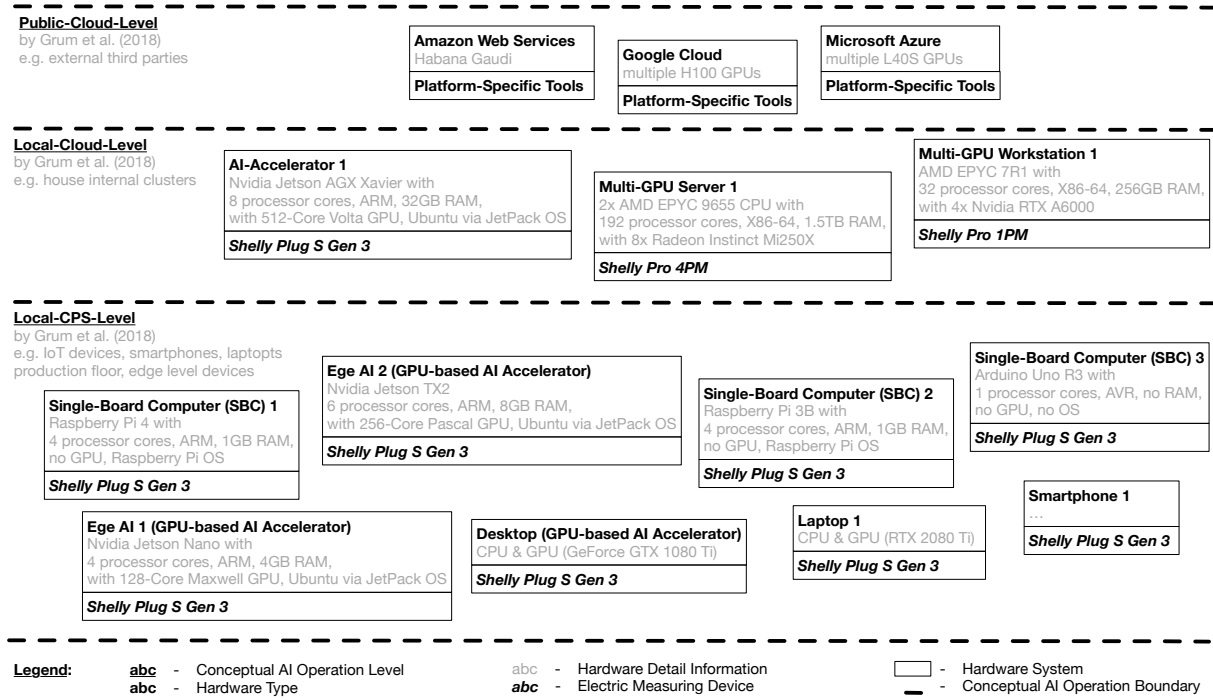 Public-Cloud-Level
by Grum et al. (2018)
e.g. external third parties
Amazon Web Services
Habana Gaudi
Platform-Specific Tools
Google Cloud
multiple H100 GPUs
Platform-Specific Tools
Microsoft Azure
multiple L40S GPUs
Platform-Specific Tools
Local-Cloud-Level
by Grum et al. (2018)
e.g. house internal clusters
AI-Accelerator 1
Nvidia Jetson AGX Xavier with
8 processor cores, ARM, 32GB RAM,
with 512-Core Volta GPU, Ubuntu via JetPack OS
Shelly Plug S Gen 3
Multi-GPU Server 1
2x AMD EPYC 9655 CPU with
192 processor cores, X86-64, 1.5TB RAM,
with 8x Radeon Instinct Mi250X
Shelly Pro 4PM
Multi-GPU Workstation 1
AMD EPYC 7R1 with
32 processor cores, X86-64, 256GB RAM,
with 4x Nvidia RTX A6000
Shelly Pro 1PM
Local-CPS-Level
by Grum et al. (2018)
e.g. IoT devices, smartphones, laptopts
production floor, edge level devices
Single-Board Computer (SBC) 1
Raspberry Pi 4 with
4 processor cores, ARM, 1GB RAM,
no GPU, Raspberry Pi OS
Shelly Plug S Gen 3
Ege AI 2 (GPU-based AI Accelerator)
Nvidia Jetson TX2
6 processor cores, ARM, 8GB RAM,
with 256-Core Pascal GPU, Ubuntu via JetPack OS
Shelly Plug S Gen 3
Single-Board Computer (SBC) 2
Raspberry Pi 3B with
4 processor cores, ARM, 1GB RAM,
no GPU, Raspberry Pi OS
Shelly Plug S Gen 3
Single-Board Computer (SBC) 3
Arduino Uno R3 with
1 processor cores, AVR, no RAM,
no GPU, no OS
Shelly Plug S Gen 3
Ege AI 1 (GPU-based AI Accelerator)
Nvidia Jetson Nano with
4 processor cores, ARM, 4GB RAM,
with 128-Core Maxwell GPU, Ubuntu via JetPack OS
Shelly Plug S Gen 3
Desktop (GPU-based AI Accelerator)
CPU & GPU (GeForce GTX 1080 Ti)
Shelly Plug S Gen 3
Laptop 1
CPU & GPU (RTX 2080 Ti)
Shelly Plug S Gen 3
Smartphone 1
...
Shelly Plug S Gen 3
Legend:
abc - Conceptual AI Operation Level
abc - Hardware Type
abc - Hardware Detail Information
abc - Electric Measuring Device
- Hardware System
- Conceptual AI Operation Boundary